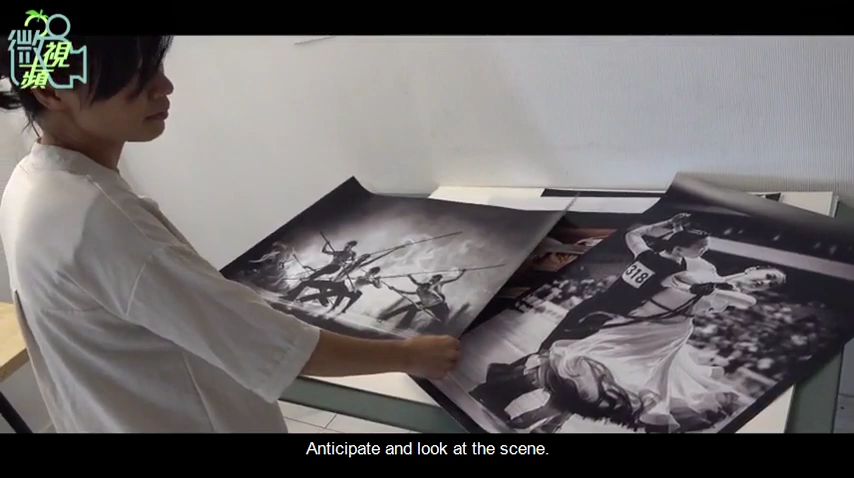 微
視
頻
318
Anticipate and look at the scene.